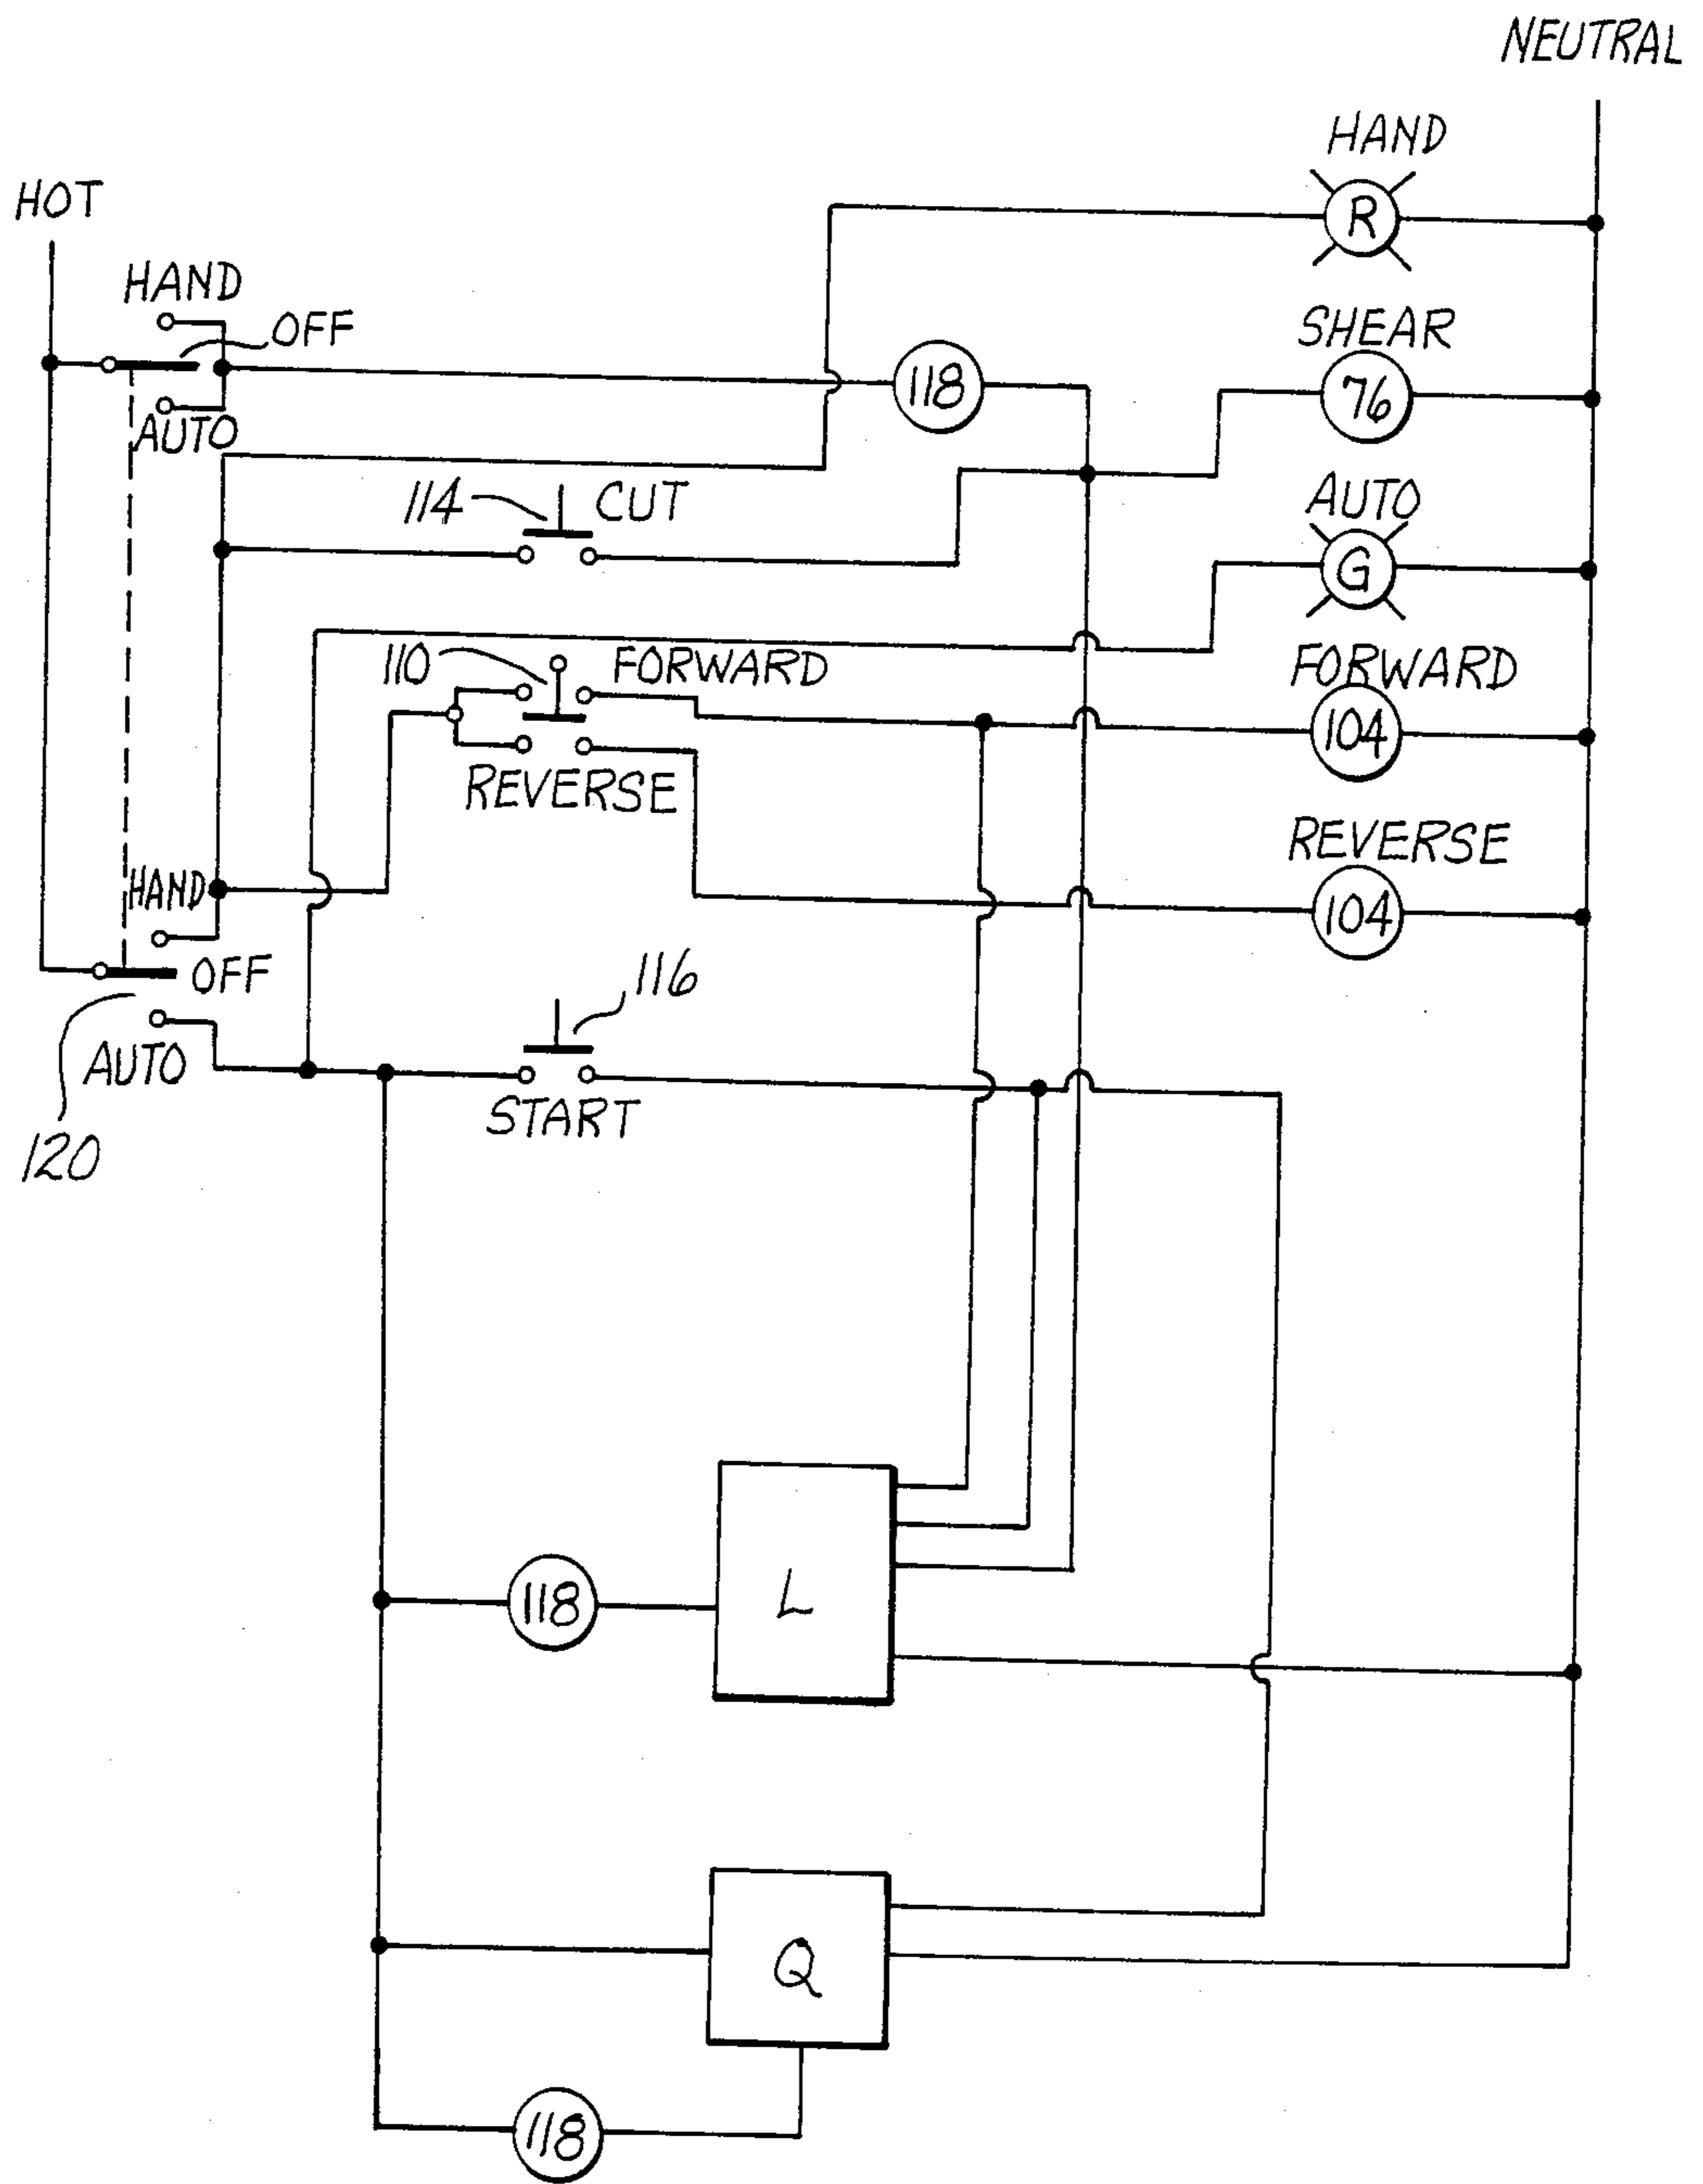 NEUTRAL
HAND
HOT
R
HAND
OFF
SHEAR
118
76
AUTO
114
CUT
AUTO
G
110
FORWARD
FORWARD
104
REVERSE
REVERSE
HAND
104
OFF
116
AUTO
START
120
118
L
Q
118